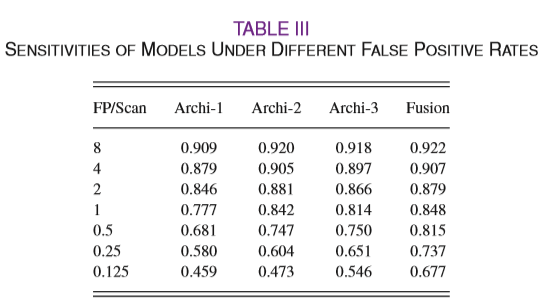 TABLE III
SENSITIVITIES OF MODELS UNDER DIFFERENT FALSE POSITIVE RATES
FP/Scan Archi-1 Archi-2 Archi-3 Fusion
8 0.909 0.920 0.918 0.922
4 0.879 0.905 0.897 0.907
2 0.846 0.881 0.866 0.879
1 0.777 0.842 0.814 0.848
0.5 0.681 0.747 0.750 0.815
0.25 0.580 0.604 0.651 0.737
0.125 0.459 0.473 0.546 0.677